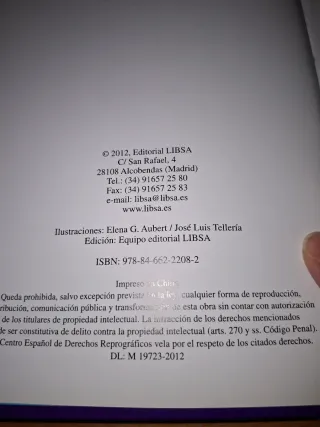 © 2012, Editorial LIBSA
C/ San Rafael, 4
28108 Alcobendas (Madrid)
Tel.: (34) 91657 25 80
Fax: (34) 91657 25 83
e-mail: libsa@libsa.es
www.libsa.es
Ilustraciones: Elena G. Aubert / José Luis Tellería
Edición: Equipo editorial LIBSA
ISBN: 978-84-662-2208-2
Impreso
Queda prohibida, salvo excepción prevista cualquier forma de reproducción,
tribución, comunicación pública y de esta obra sin contar con autorización
de los titulares de propiedad intelectual. La infracción de los derechos mencionados
de ser constitutiva de delito contra la propiedad intelectual (arts. 270 y ss. Código Penal).
Centro Español de Derechos Reprográficos vela por el respeto de los citados derechos.
DL: M 19723-2012